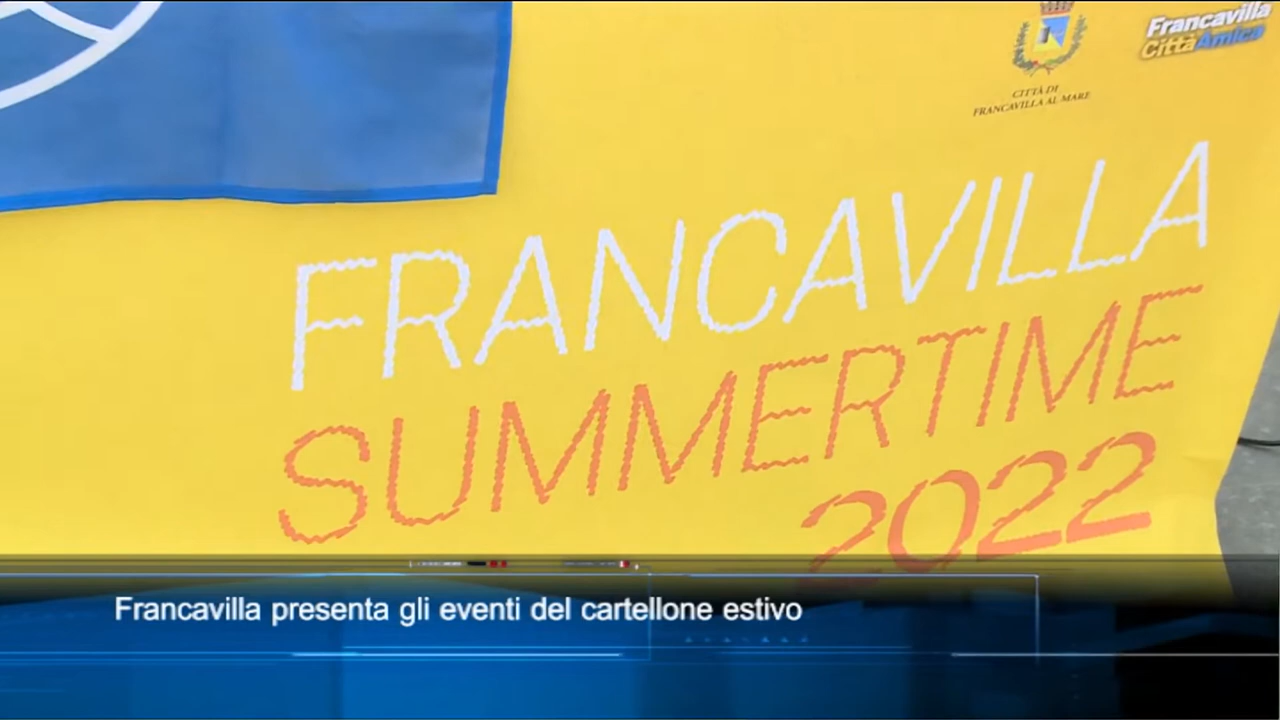 Francavilla
CittàAmica
CITTÀ DI
FRANCAVILLA AL MARE
FRANCAVILLA
SUMMERTIME
2022
Francavilla presenta gli eventi del cartellone estivo